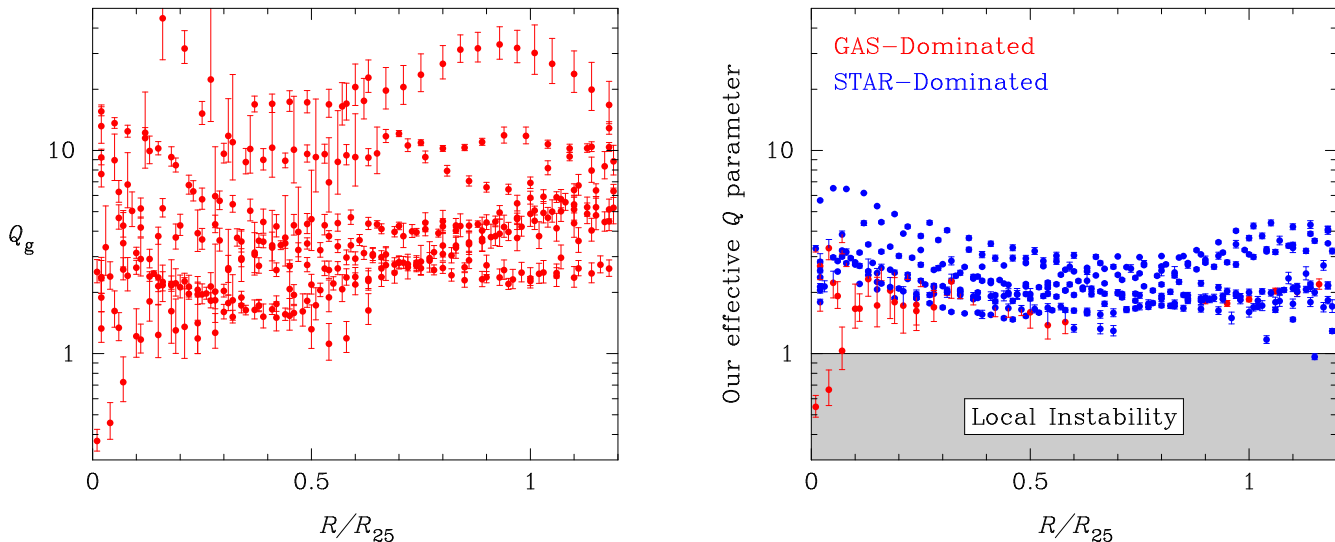 10
1
Q_g
0
0.5
1
R/R_25
GAS-Dominated
STAR-Dominated
10
1
Our effective Q parameter
Local Instability
0
0.5
1
R/R_25